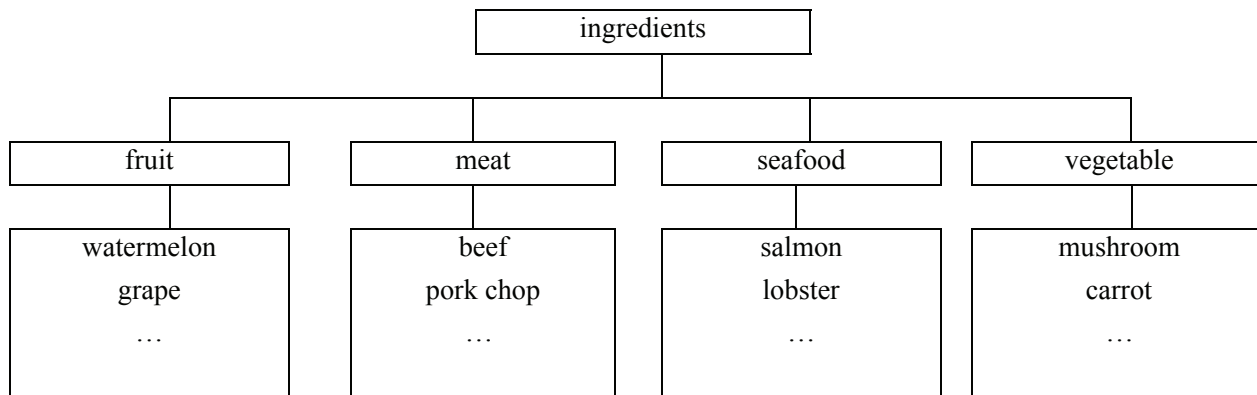 ingredients
fruit
meat
seafood
vegetable
watermelon
grape
…
beef
pork chop
…
salmon
lobster
…
mushroom
carrot
…